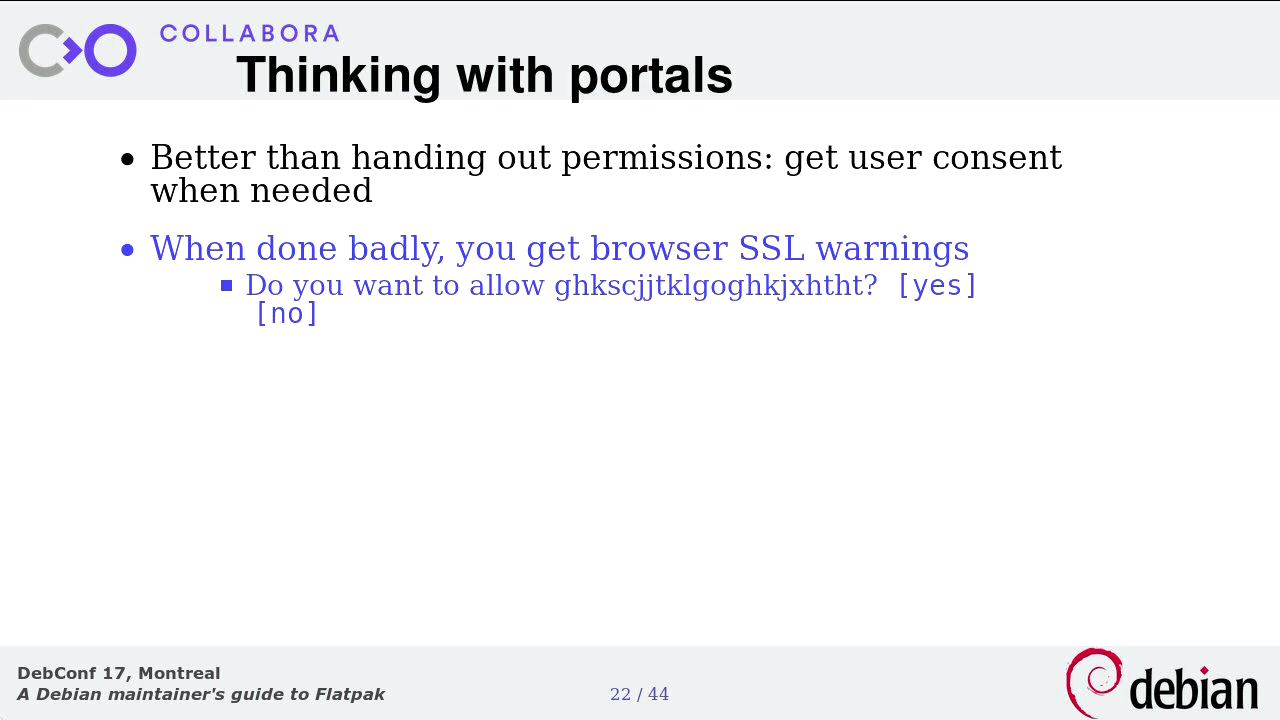 COLLABORA
Thinking with portals
• Better than handing out permissions: get user consent
when needed
• When done badly, you get browser SSL warnings
▪ Do you want to allow ghkscjjtklgoghkjxhtht? [yes]
[no]
DebConf 17, Montreal
A Debian maintainer's guide to Flatpak
22 / 44
debian